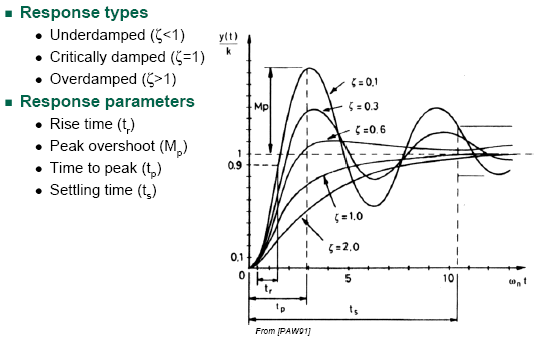 Response types
Underdamped (ζ<1)
Critically damped (ζ=1)
Overdamped (ζ>1)
Response parameters
Rise time (tr)
Peak overshoot (Mp)
Time to peak (tp)
Settling time (ts)
y(t)
k
Mp
ζ=0.1
ζ=0.3
ζ=0.6
1
0.9
ζ=1.0
ζ=2.0
0.1
0
5
10
ωn t
tr
tp
ts
From [PAW91]